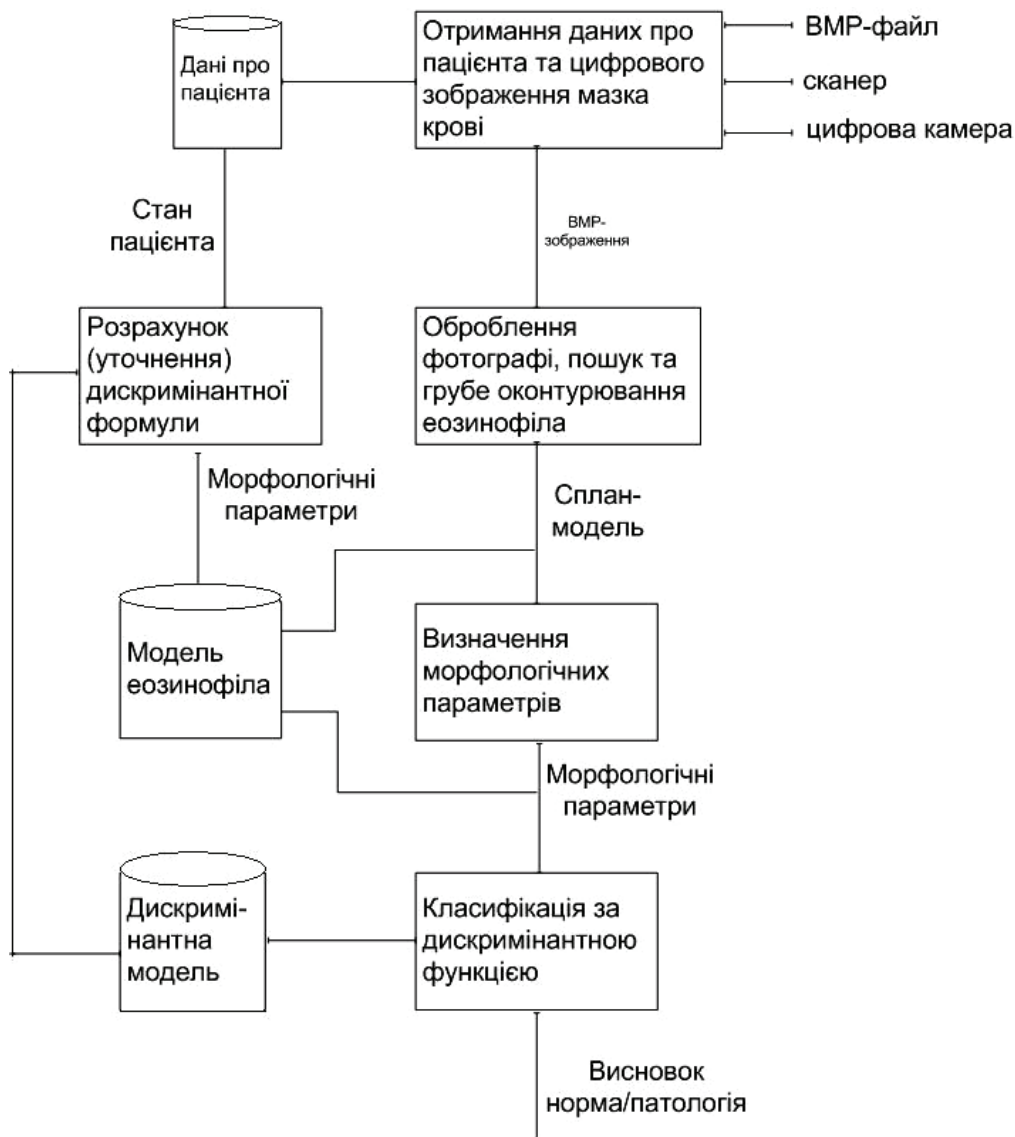 Дані про
пацієнта
Отримання даних про
пацієнта та цифрового
зображення мазка
крові
BMP-файл
сканер
цифрова камера
Стан
пацієнта
BMP-
зображення
Розрахунок
(уточнення)
дискримінантної
формули
Оброблення
фотографі, пошук та
грубе оконтурювання
еозинофіла
Морфологічні
параметри
Сплан-
модель
Модель
еозинофіла
Визначення
морфологічних
параметрів
Морфологічні
параметри
Дискримі-
нантна
модель
Класифікація за
дискримінантною
функцією
Висновок
норма/патологія